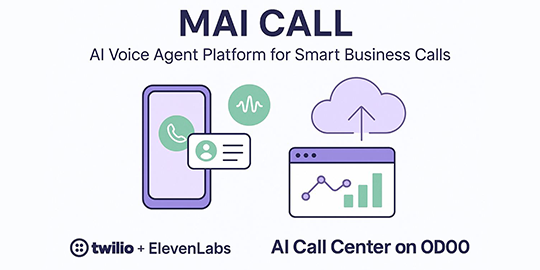 MAI CALL
AI Voice Agent Platform for Smart Business Calls
twilio + ElevenLabs
AI Call Center on ODOO